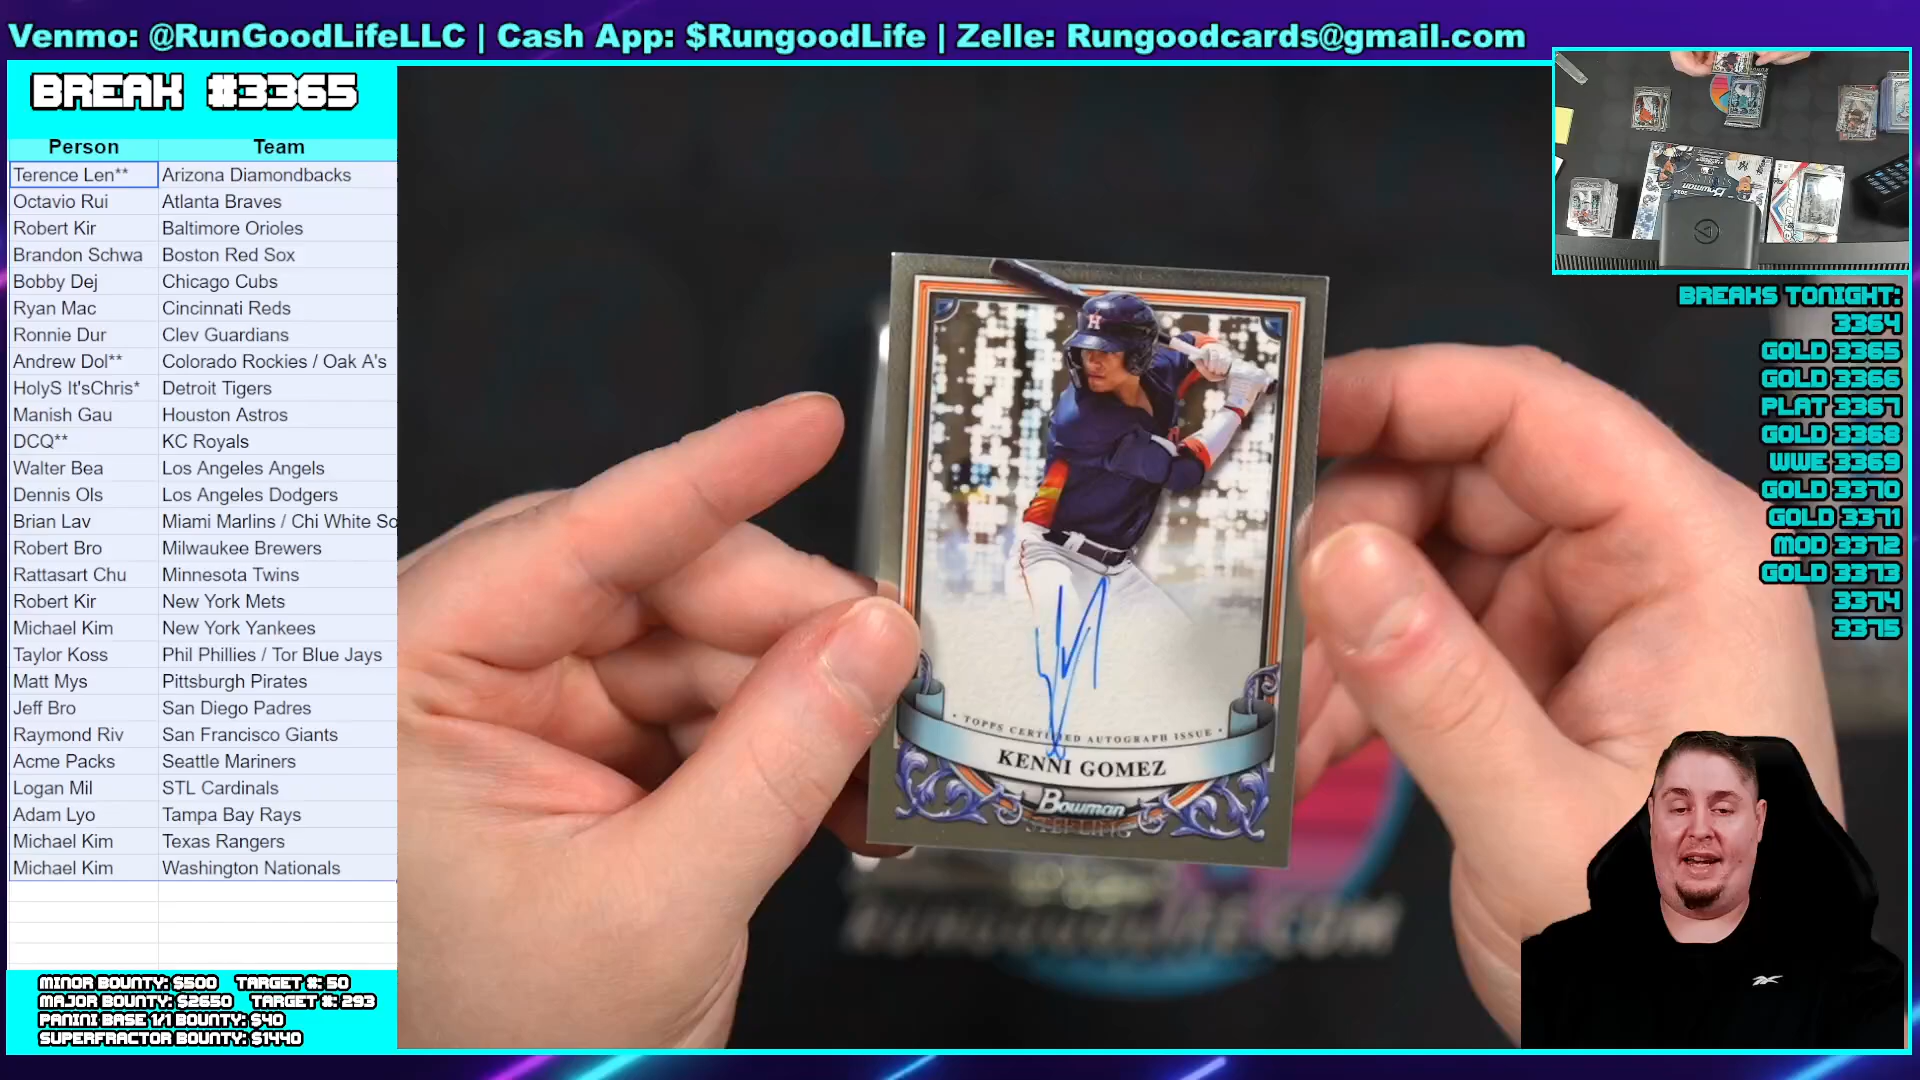 Venmo: @RunGoodLifeLLC | Cash App: $RungoodLife | Zelle: Rungoodcards@gmail.com
BREAK #3365
Person Team
Terence Len** Arizona Diamondbacks
Octavio Rui Atlanta Braves
Robert Kir Baltimore Orioles
Brandon Schwa Boston Red Sox
Bobby Dej Chicago Cubs
Ryan Mac Cincinnati Reds
Ronnie Dur Clev Guardians
Andrew Dol** Colorado Rockies / Oak A's
HolyS It'sChris* Detroit Tigers
Manish Gau Houston Astros
DCQ** KC Royals
Walter Bea Los Angeles Angels
Dennis Ols Los Angeles Dodgers
Brian Lav Miami Marlins / Chi White So
Robert Bro Milwaukee Brewers
Rattasart Chu Minnesota Twins
Robert Kir New York Mets
Michael Kim New York Yankees
Taylor Koss Phil Phillies / Tor Blue Jays
Matt Mys Pittsburgh Pirates
Jeff Bro San Diego Padres
Raymond Riv San Francisco Giants
Acme Packs Seattle Mariners
Logan Mil STL Cardinals
Adam Lyo Tampa Bay Rays
Michael Kim Texas Rangers
Michael Kim Washington Nationals
MINOR BOUNTY: $500 TARGET #: 50
MAJOR BOUNTY: $2650 TARGET #: 293
PANINI BASE 1/1 BOUNTY: $40
SUPERFRACTOR BOUNTY: $1440
H
• TOPPS CERTIFIED AUTOGRAPH ISSUE •
KENNI GOMEZ
Bowman
STERLING
RUNGOODLIFE.COM
Bowman
BREAKS TONIGHT:
3364
GOLD 3365
GOLD 3366
PLAT 3367
GOLD 3368
WWE 3369
GOLD 3370
GOLD 3371
MOD 3372
GOLD 3373
3374
3375